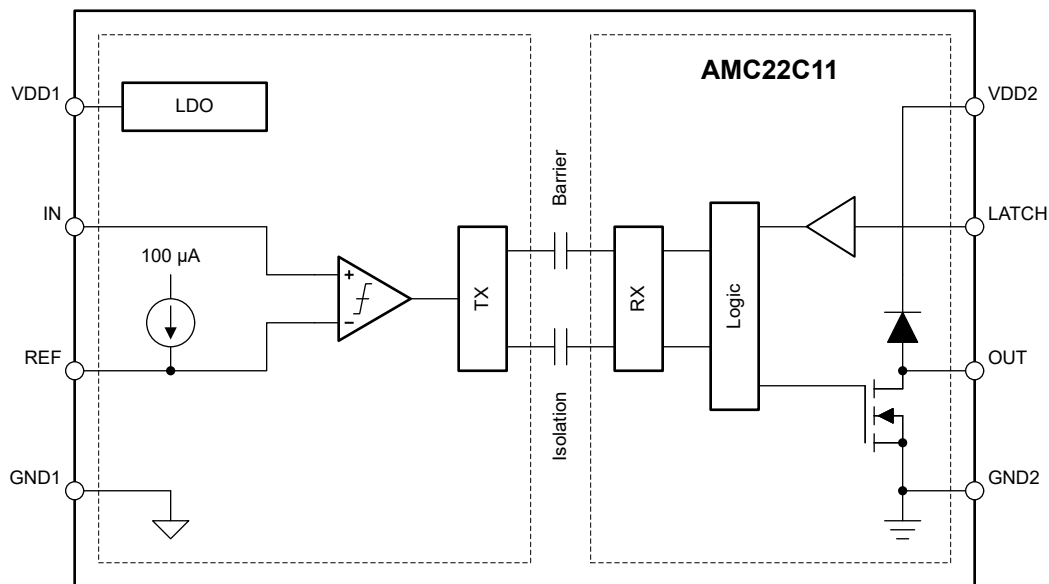 AMC22C11
VDD1
LDO
VDD2
Barrier
IN
LATCH
100 µA
+
−
TX
RX
Logic
REF
OUT
Isolation
GND1
GND2